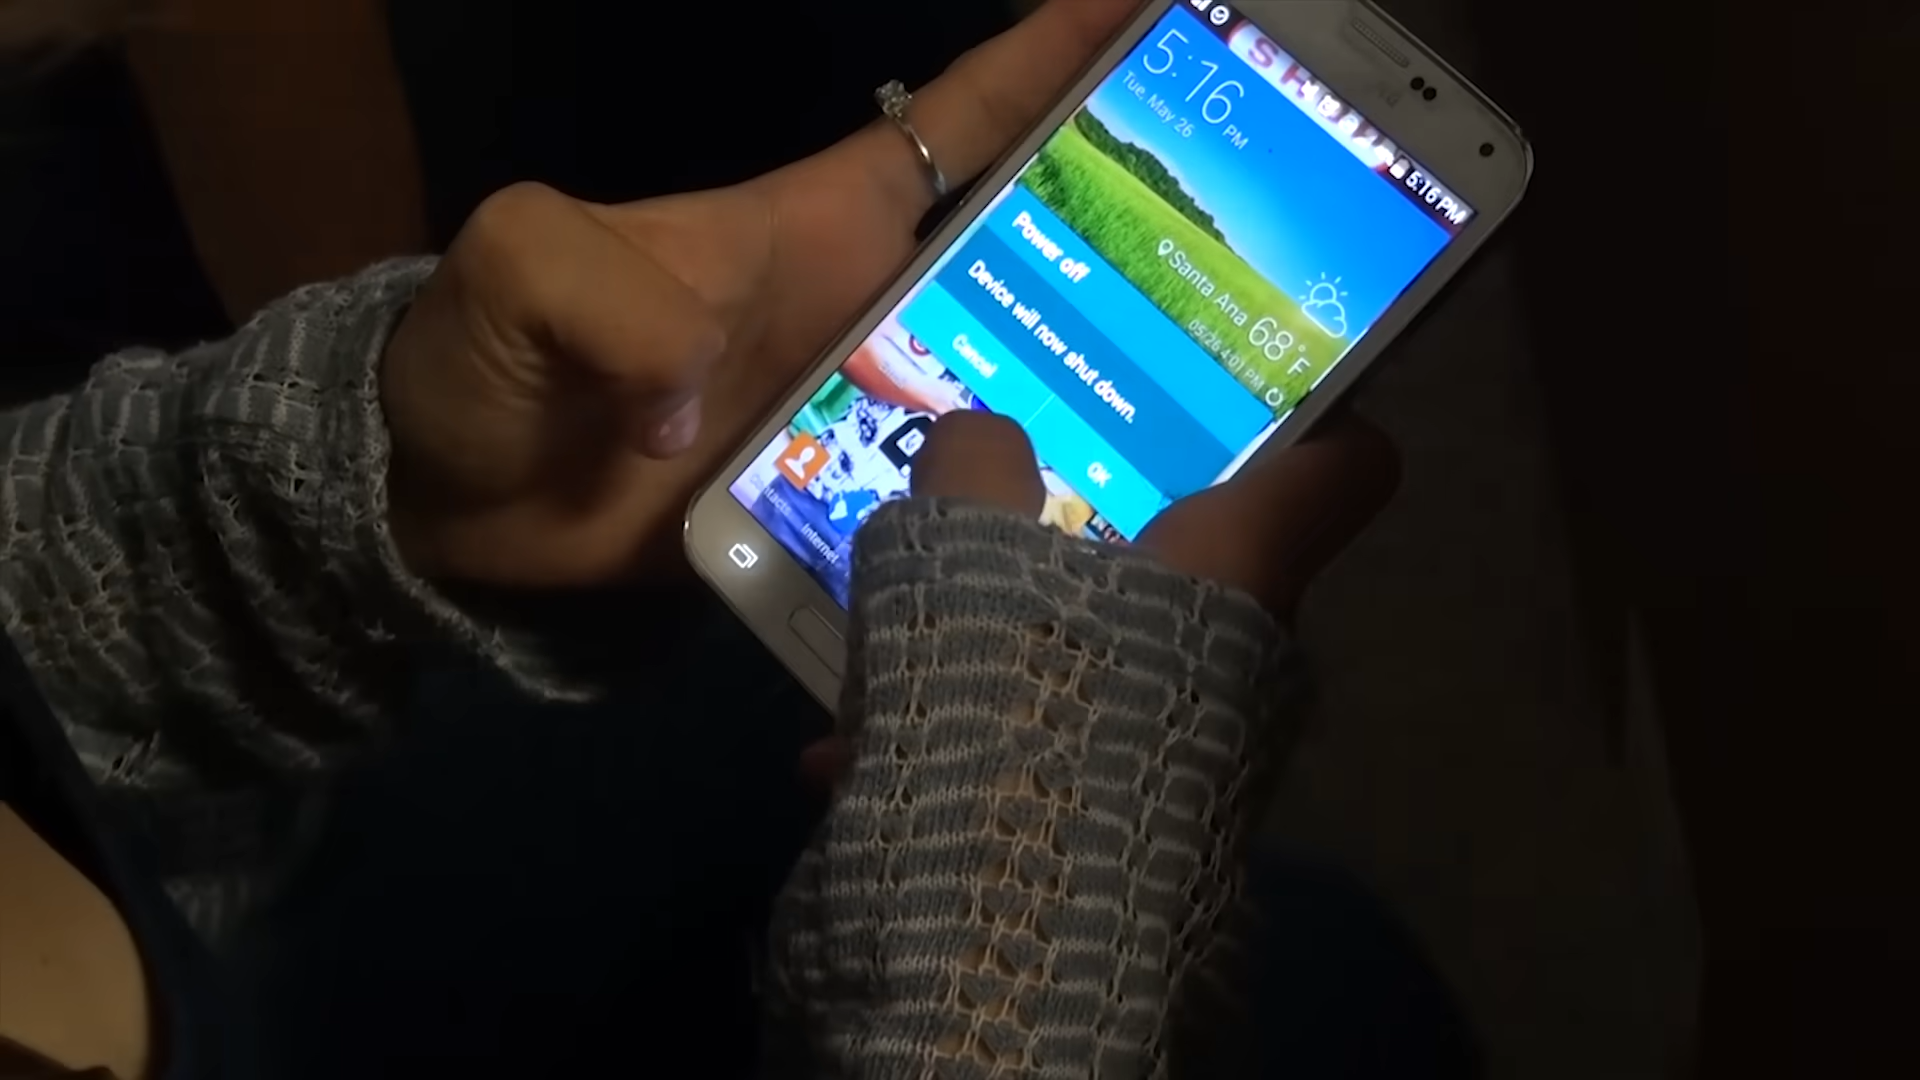 5:16 PM
5:16 PM
Tue, May 26
Santa Ana 68°F
05/26 4:01 PM
Power off
Device will now shut down.
Cancel
OK
Contacts
Internet